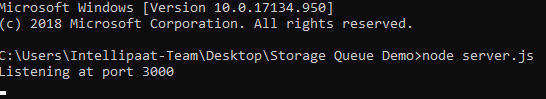 Microsoft Windows [Version 10.0.17134.950]
(c) 2018 Microsoft Corporation. All rights reserved.
C:\Users\Intellipaat-Team\Desktop\Storage Queue Demo>node server.js
Listening at port 3000